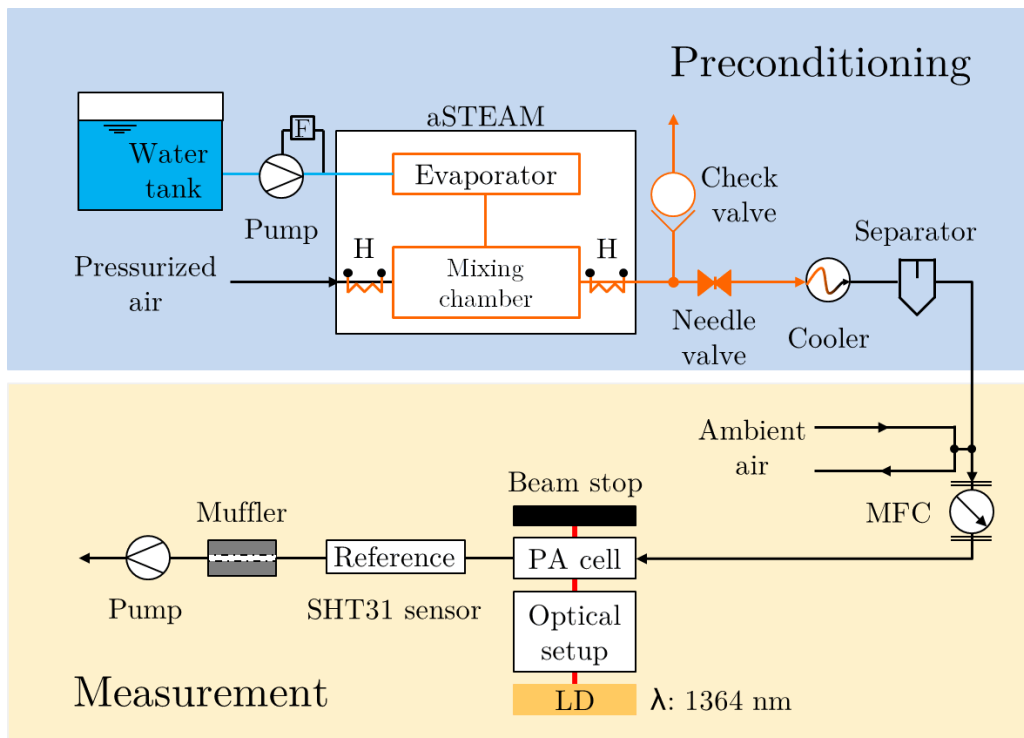 Preconditioning
aSTEAM
F
Water
tank
Evaporator
Check
valve
Pump
H
H
Separator
Pressurized
air
Mixing
chamber
Needle
valve
Cooler
Ambient
air
Beam stop
MFC
Muffler
Reference
PA cell
Pump
SHT31 sensor
Optical
setup
Measurement
LD
λ: 1364 nm